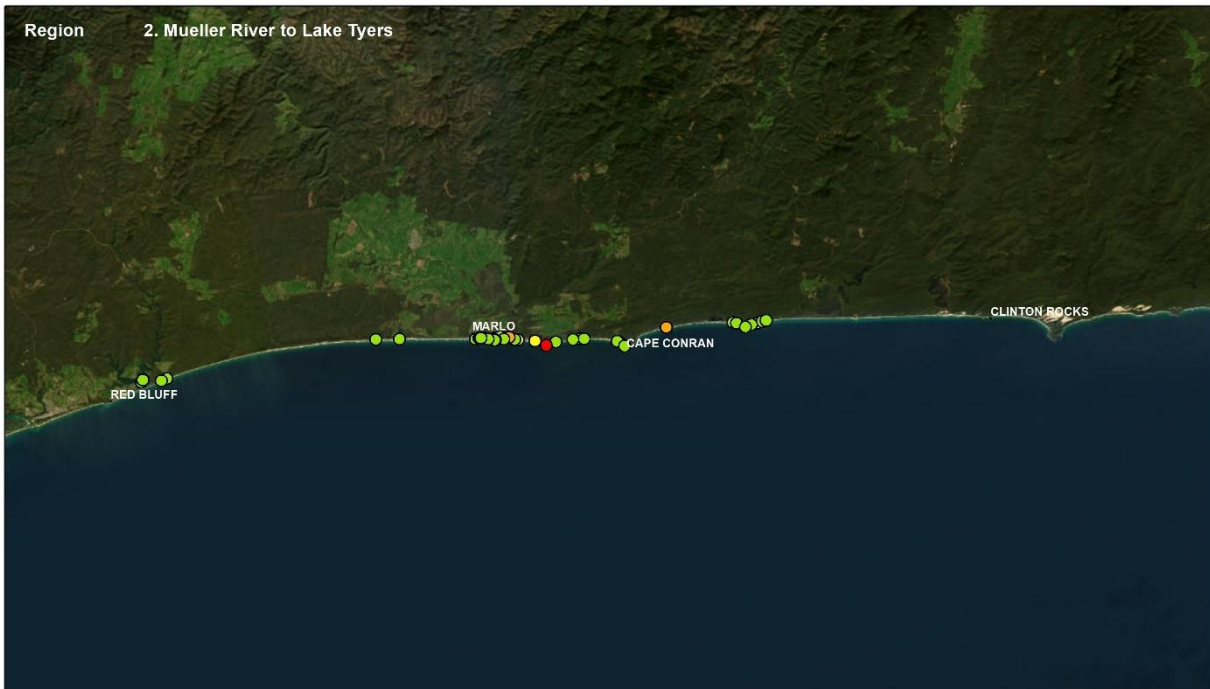 Region 2. Mueller River to Lake Tyers
CLINTON ROCKS
MARLO
CAPE CONRAN
RED BLUFF